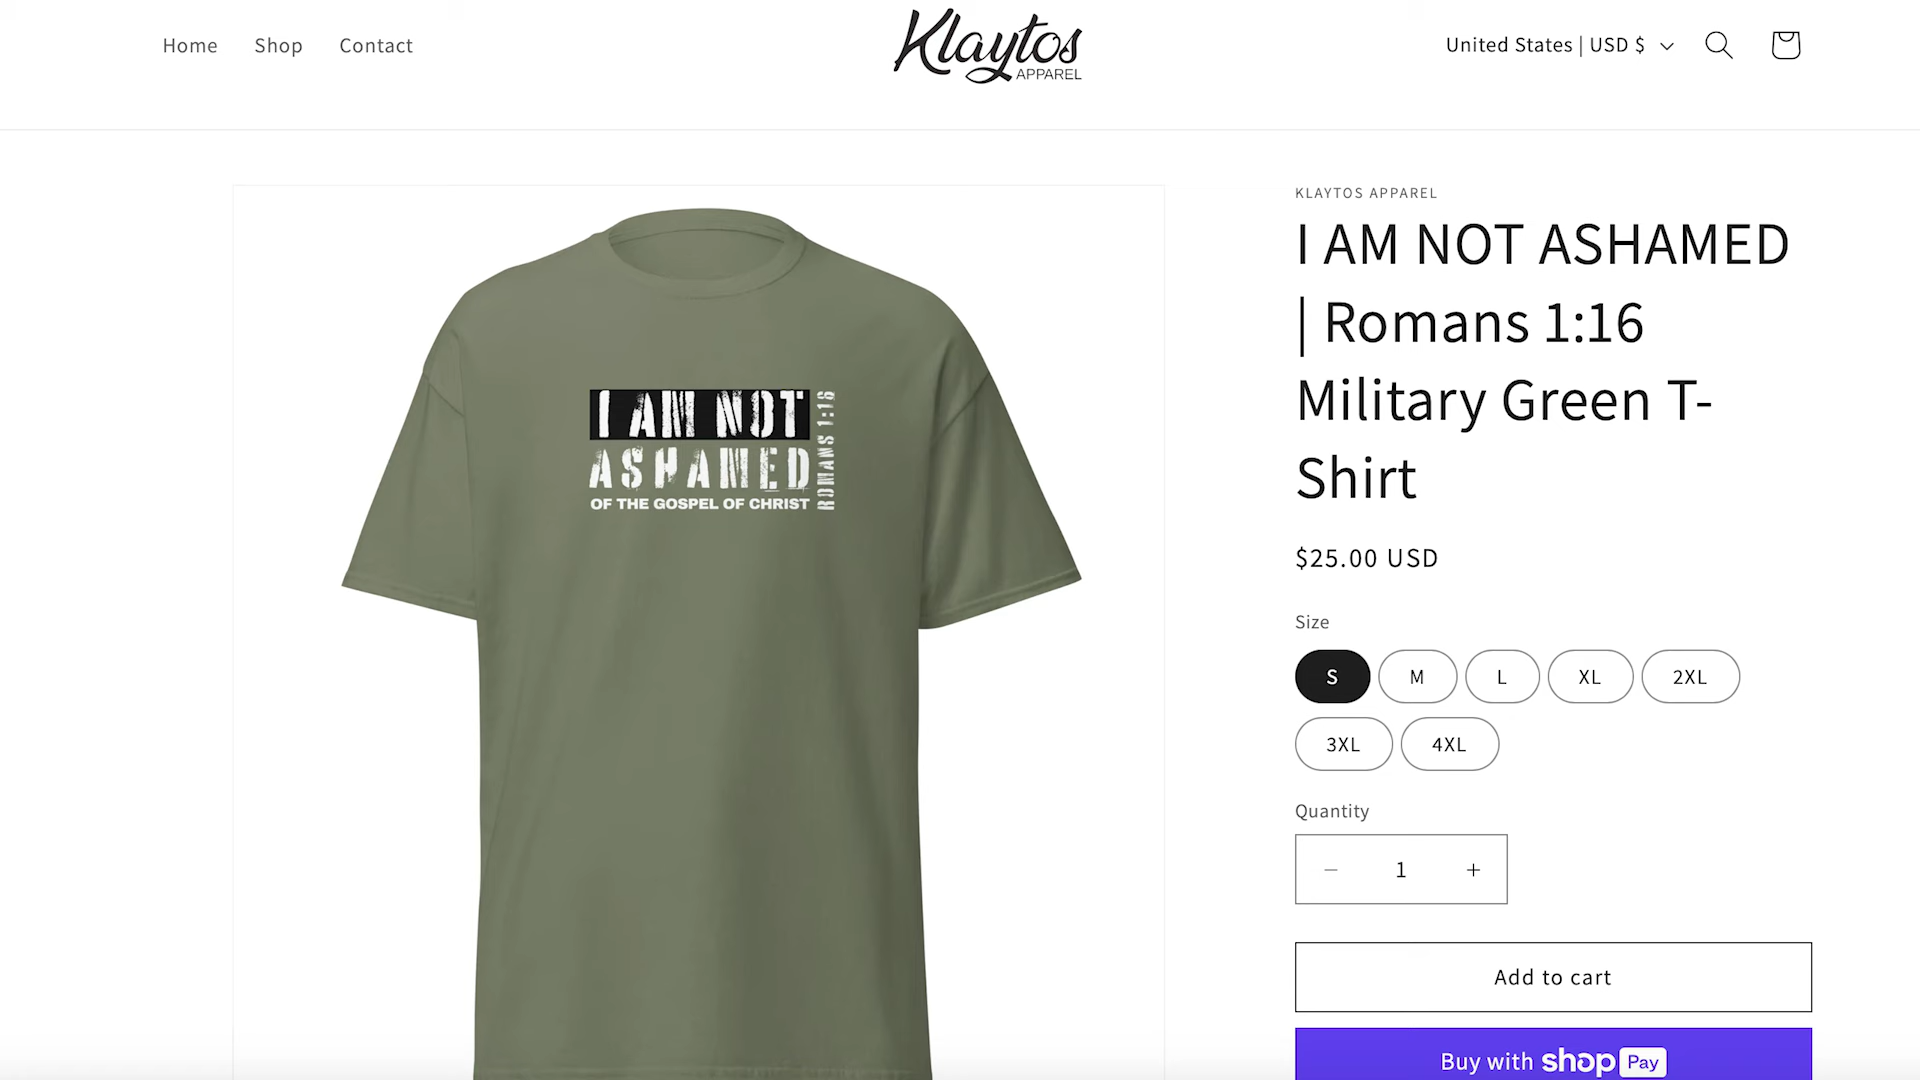 Home Shop Contact
Klaytos
APPAREL
United States | USD $
I AM NOT
ASHAMED
OF THE GOSPEL OF CHRIST
ROMANS 1:16
KLAYTOS APPAREL
I AM NOT ASHAMED
| Romans 1:16
Military Green T-
Shirt
$25.00 USD
Size
S M L XL 2XL
3XL 4XL
Quantity
1
Add to cart
Buy with shop Pay